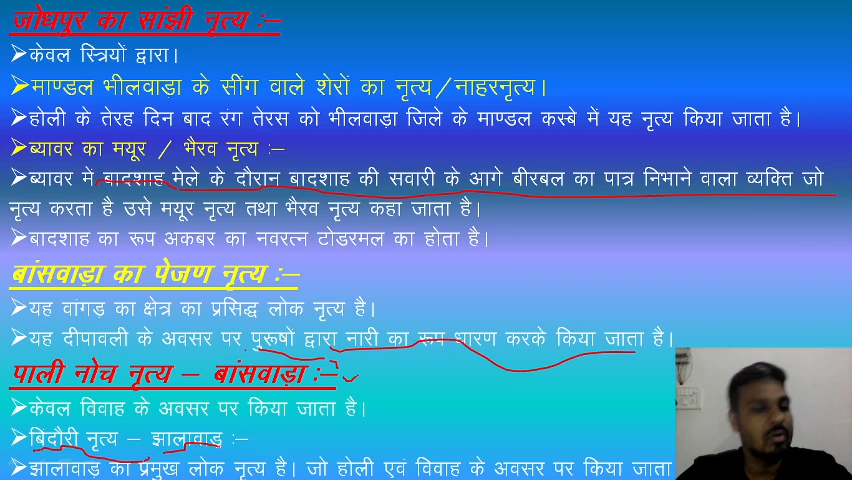 जोधपुर का सांझी नृत्य :–
➢केवल स्त्रियों द्वारा।
➢माण्डल भीलवाड़ा के सींग वाले शेरों का नृत्य/नाहरनृत्य।
➢होली के तेरह दिन बाद रंग तेरस को भीलवाड़ा जिले के माण्डल कस्बे में यह नृत्य किया जाता है।
➢ब्यावर का मयूर / भैरव नृत्य :–
➢ब्यावर में बादशाह मेले के दौरान बादशाह की सवारी के आगे बीरबल का पात्र निभाने वाला व्यक्ति जो
नृत्य करता है उसे मयूर नृत्य तथा भैरव नृत्य कहा जाता है।
➢बादशाह का रूप अकबर का नवरत्न टोडरमल का होता है।
बांसवाड़ा का पेजण नृत्य :–
➢यह वांगड का क्षेत्र का प्रसिद्ध लोक नृत्य है।
➢यह दीपावली के अवसर पर पुरूषो द्वारा नारी का रूप धारण करके किया जाता है।
पाली नोच नृत्य – बांसवाड़ा :–
➢केवल विवाह के अवसर पर किया जाता है।
➢बिदौरी नृत्य – झालावाड़ :–
➢झालावाड़ का प्रमुख लोक नृत्य है। जो होली एवं विवाह के अवसर पर किया जाता